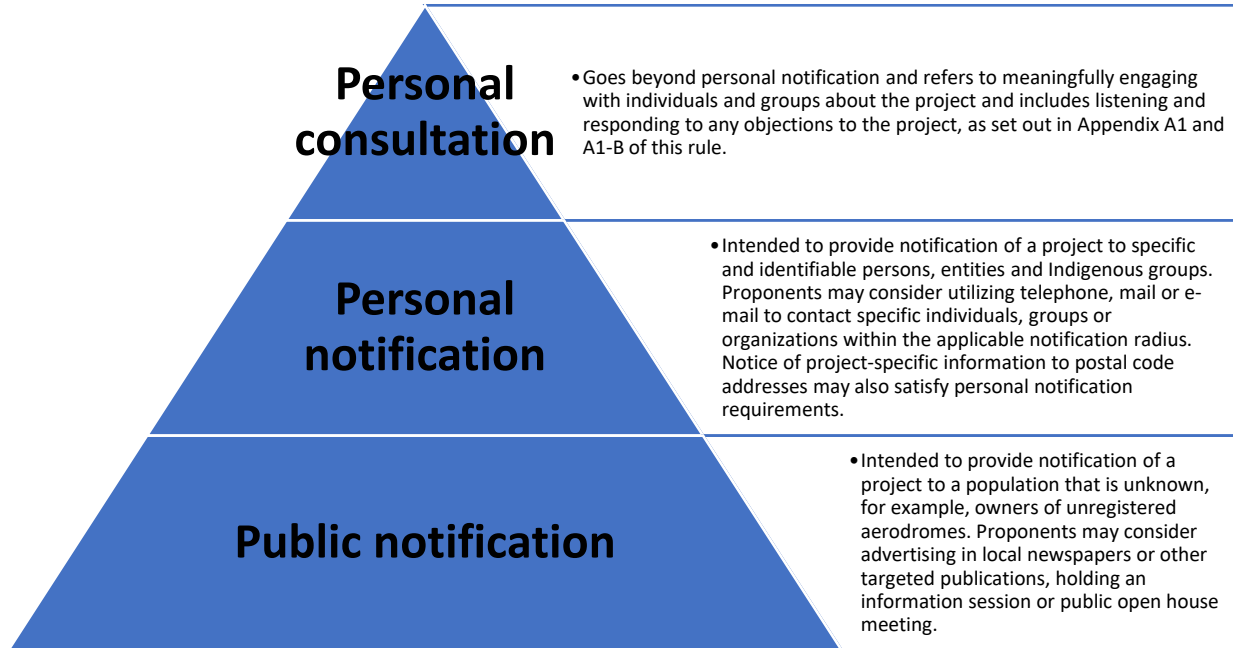 Personal
consultation
•Goes beyond personal notification and refers to meaningfully engaging
with individuals and groups about the project and includes listening and
responding to any objections to the project, as set out in Appendix A1 and
A1-B of this rule.
Personal
notification
•Intended to provide notification of a project to specific
and identifiable persons, entities and Indigenous groups.
Proponents may consider utilizing telephone, mail or e-
mail to contact specific individuals, groups or
organizations within the applicable notification radius.
Notice of project-specific information to postal code
addresses may also satisfy personal notification
requirements.
Public notification
•Intended to provide notification of a
project to a population that is unknown,
for example, owners of unregistered
aerodromes. Proponents may consider
advertising in local newspapers or other
targeted publications, holding an
information session or public open house
meeting.